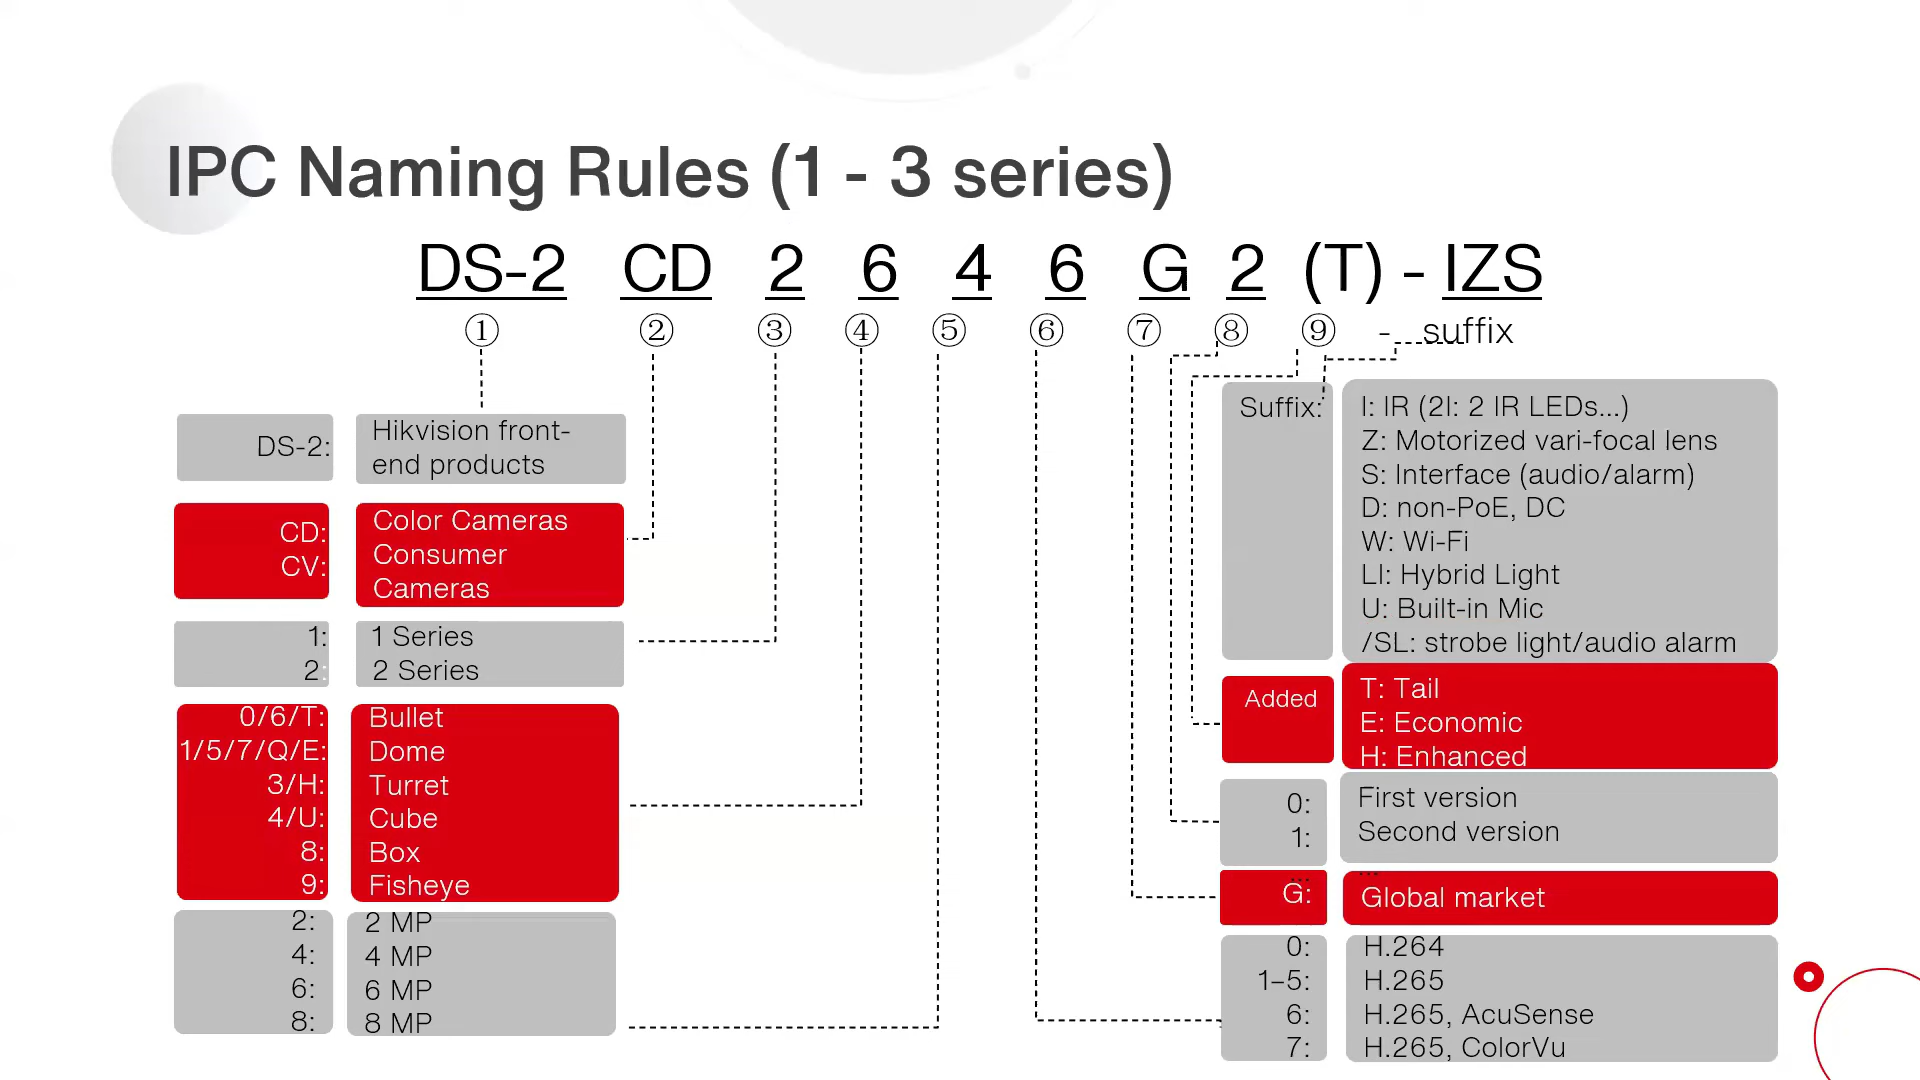 IPC Naming Rules (1 - 3 series)
DS-2 CD 2 6 4 6 G 2 (T) - IZS
① ② ③ ④ ⑤ ⑥ ⑦ ⑧ ⑨ - suffix
DS-2: Hikvision front-
end products
CD: Color Cameras
CV: Consumer
Cameras
1: 1 Series
2: 2 Series
0/6/T: Bullet
1/5/7/Q/E: Dome
3/H: Turret
4/U: Cube
8: Box
9: Fisheye
2: 2 MP
4: 4 MP
6: 6 MP
8: 8 MP
Suffix: I: IR (2I: 2 IR LEDs...)
Z: Motorized vari-focal lens
S: Interface (audio/alarm)
D: non-PoE, DC
W: Wi-Fi
LI: Hybrid Light
U: Built-in Mic
/SL: strobe light/audio alarm
Added T: Tail
E: Economic
H: Enhanced
0: First version
1: Second version
... ...
G: Global market
0: H.264
1–5: H.265
6: H.265, AcuSense
7: H.265, ColorVu